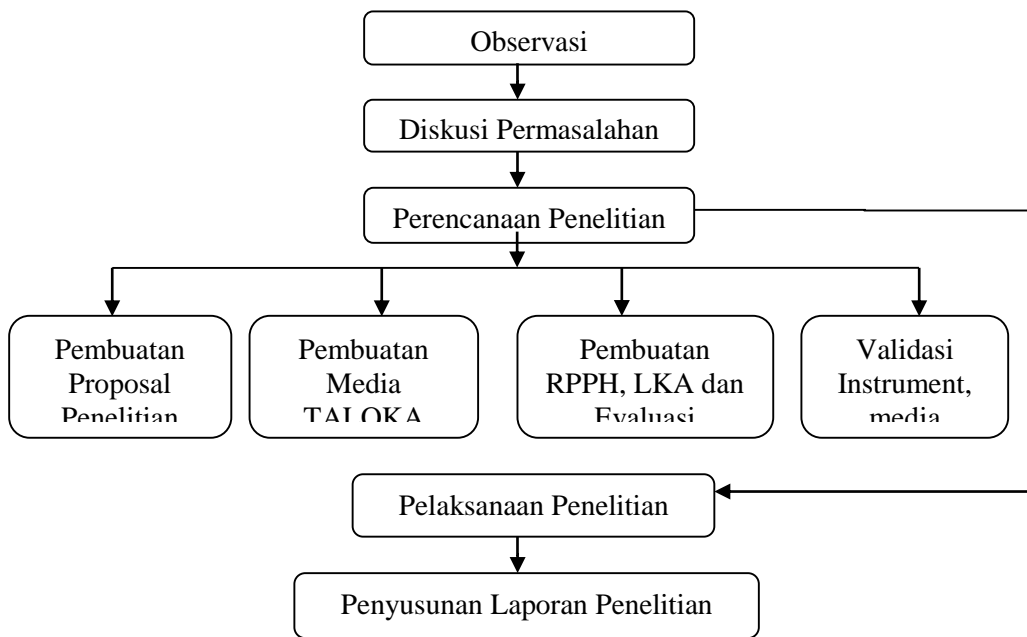 Observasi
Diskusi Permasalahan
Perencanaan Penelitian
Pembuatan
Proposal
Penelitian
Pembuatan
Media
TALOKA
Pembuatan
RPPH, LKA dan
Evaluasi
Validasi
Instrument,
media
Pelaksanaan Penelitian
Penyusunan Laporan Penelitian